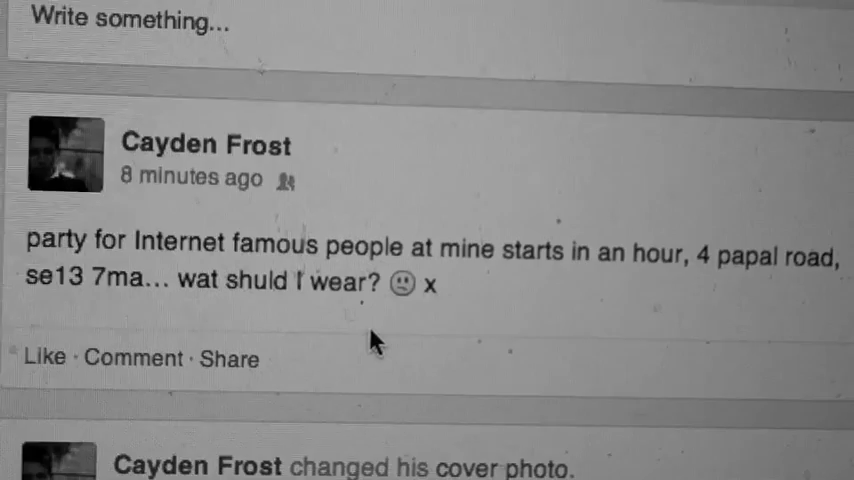 Write something...
Cayden Frost
8 minutes ago
party for Internet famous people at mine starts in an hour, 4 papal road,
se13 7ma... wat shuld I wear? x
Like · Comment · Share
Cayden Frost changed his cover photo.